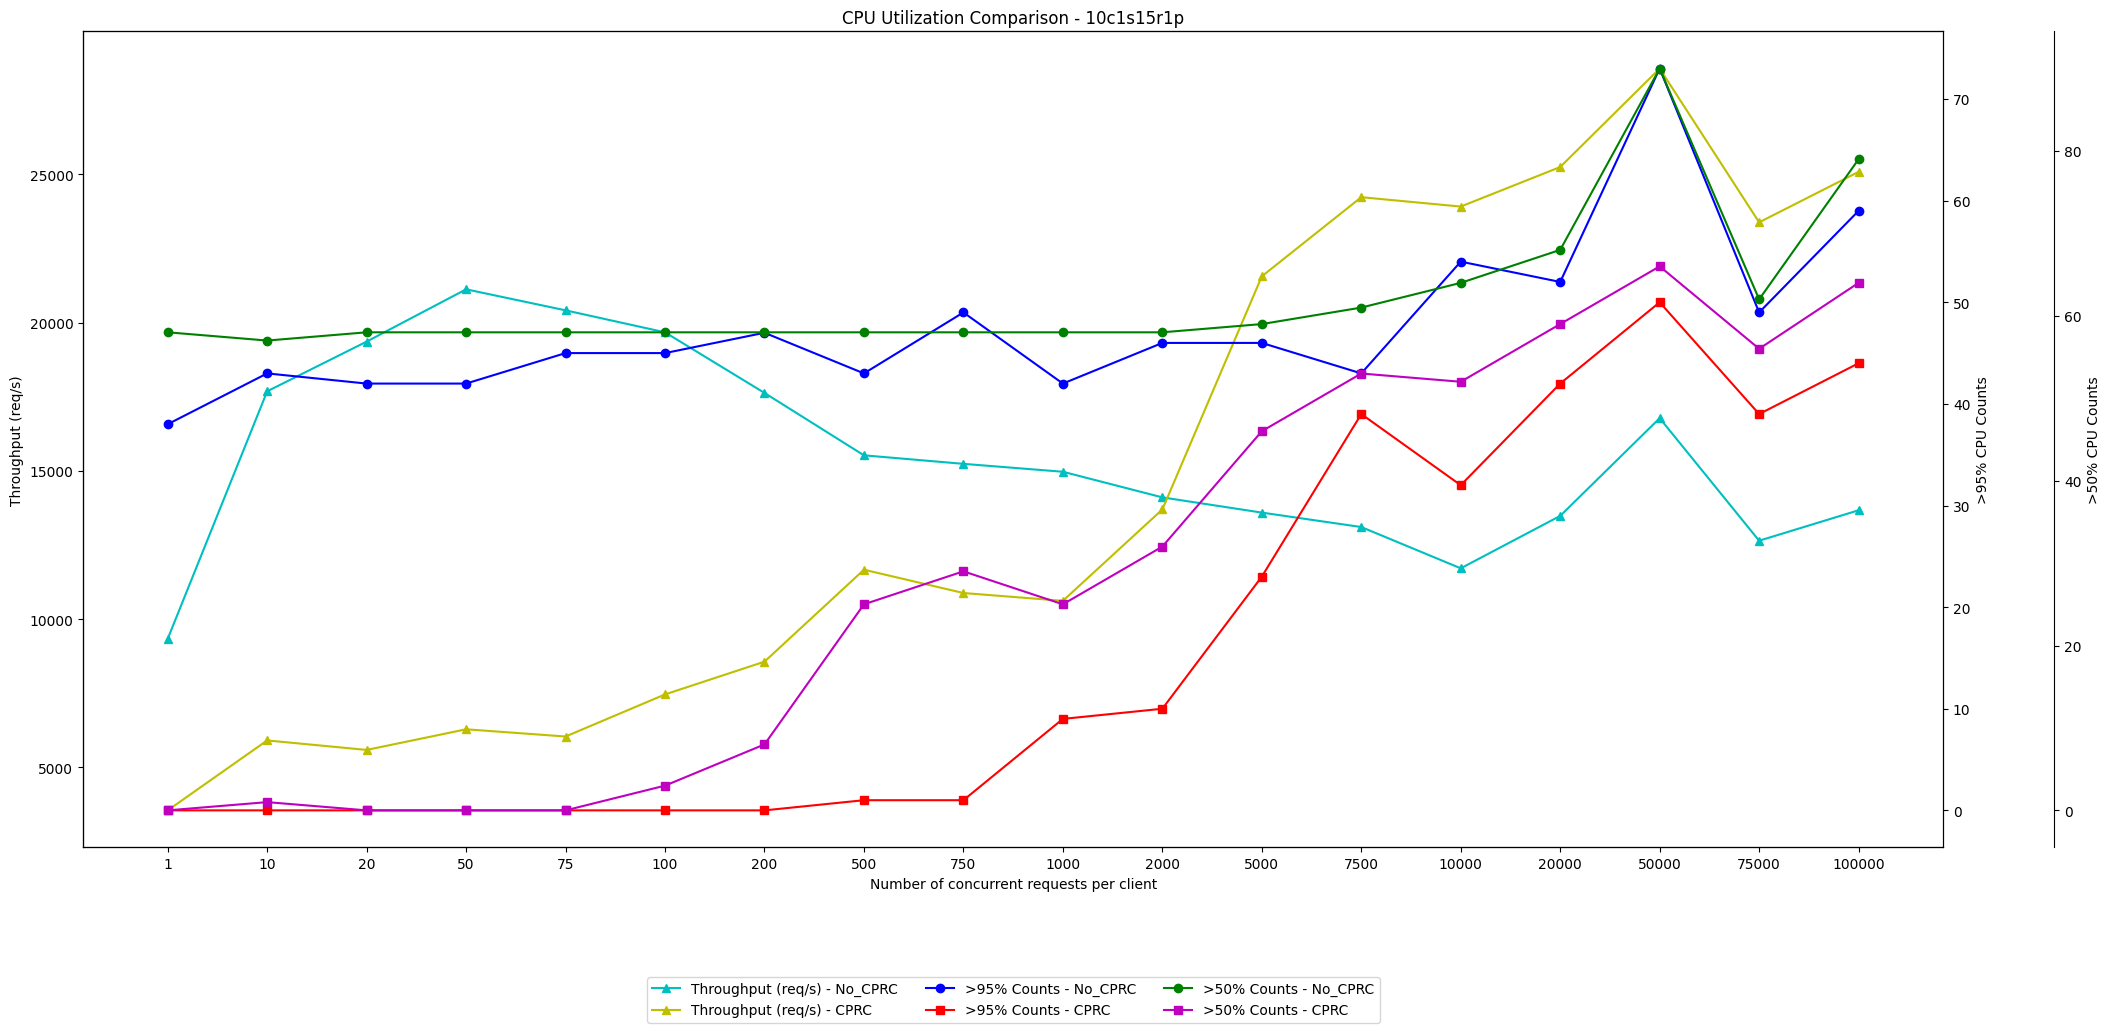 CPU Utilization Comparison - 10c1s15r1p
Throughput (req/s)
25000
20000
15000
10000
5000
70
60
50
40
30
20
10
0
>95% CPU Counts
80
60
40
20
0
>50% CPU Counts
1 10 20 50 75 100 200 500 750 1000 2000 5000 7500 10000 20000 50000 75000 100000
Number of concurrent requests per client
Throughput (req/s) - No_CPRC >95% Counts - No_CPRC >50% Counts - No_CPRC
Throughput (req/s) - CPRC >95% Counts - CPRC >50% Counts - CPRC